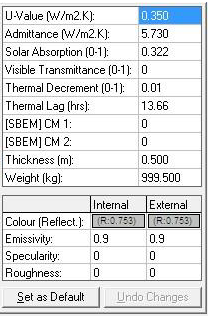 U-Value (W/m2.K): 0.350
Admittance (W/m2.K): 5.730
Solar Absorption (0-1): 0.322
Visible Transmittance (0-1): 0
Thermal Decrement (0-1): 0.01
Thermal Lag (hrs): 13.66
[SBEM] CM 1: 0
[SBEM] CM 2: 0
Thickness (m): 0.500
Weight (kg): 999.500
Internal External
Colour (Reflect.): (R:0.753) (R:0.753)
Emissivity: 0.9 0.9
Specularity: 0 0
Roughness: 0 0
Set as Default Undo Changes